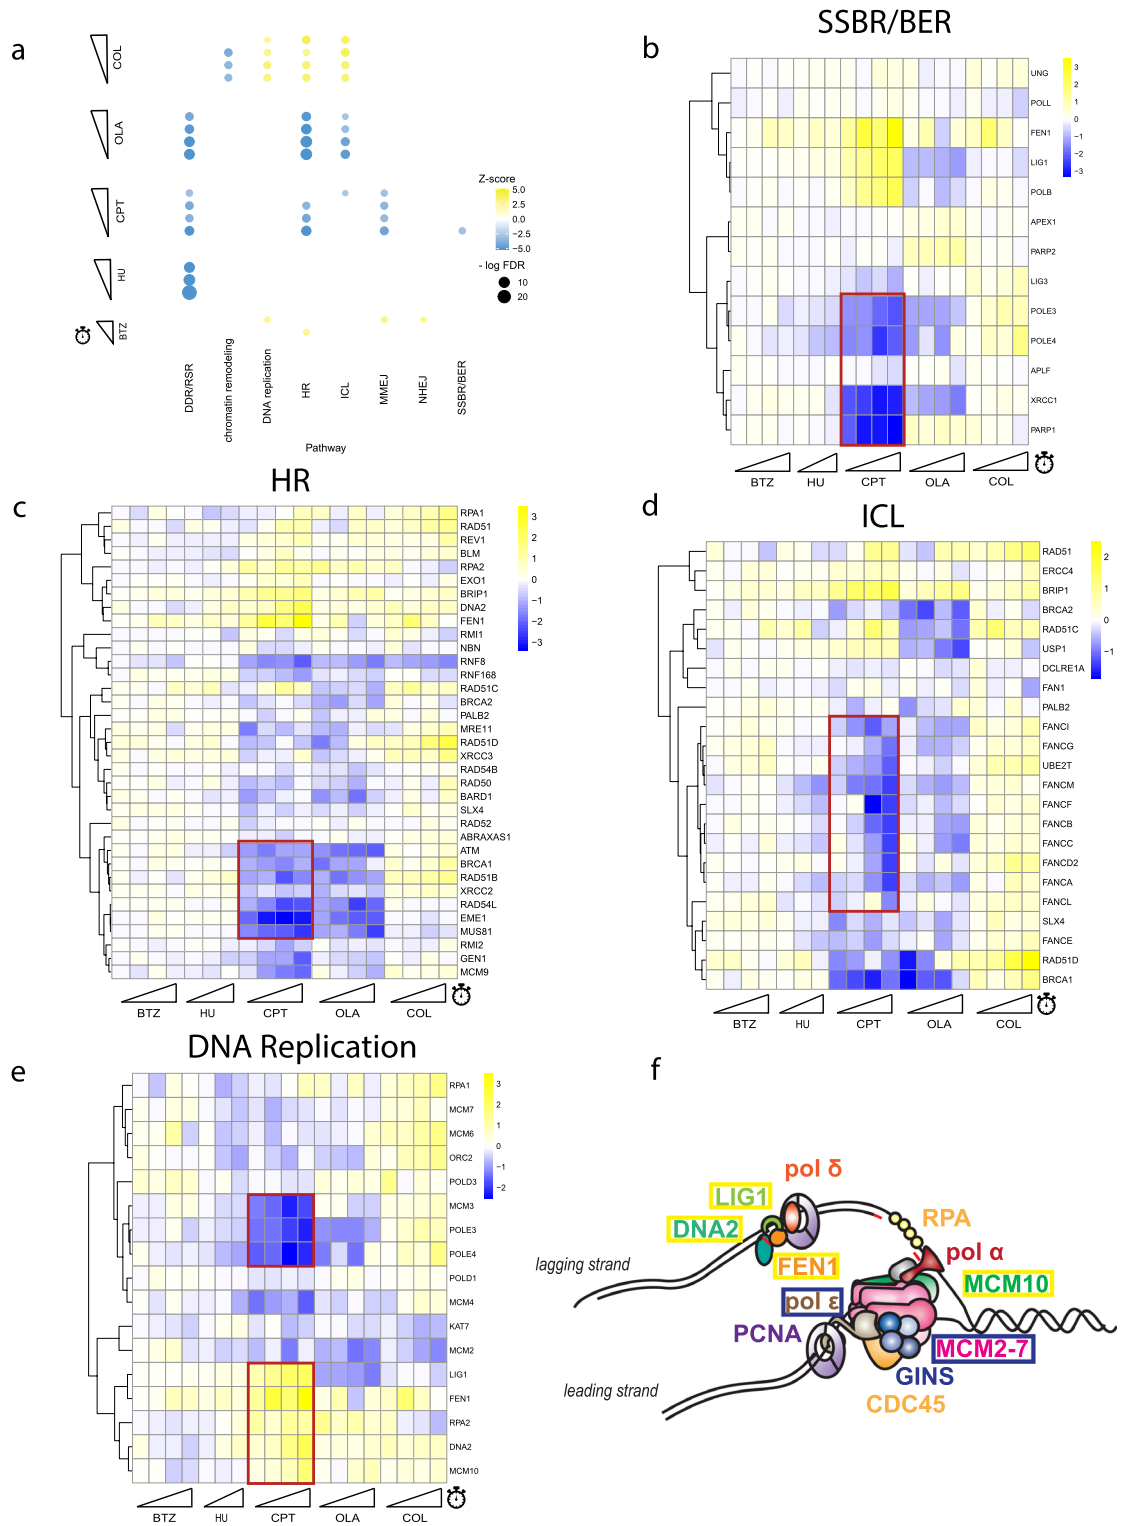 a
COL
OLA
CPT
HU
BTZ
Z-score
5.0
2.5
0.0
−2.5
−5.0
- log FDR
10
20
DDR/RSR
chromatin remodeling
DNA replication
HR
ICL
MMEJ
NHEJ
SSBR/BER
Pathway
SSBR/BER
b
UNG
POLL
FEN1
LIG1
POLB
APEX1
PARP2
LIG3
POLE3
POLE4
APLF
XRCC1
PARP1
3
2
1
0
−1
−2
−3
BTZ
HU
CPT
OLA
COL
HR
c
RPA1
RAD51
REV1
BLM
RPA2
EXO1
BRIP1
DNA2
FEN1
RMI1
NBN
RNF8
RNF168
RAD51C
BRCA2
PALB2
MRE11
RAD51D
XRCC3
RAD54B
RAD50
BARD1
SLX4
RAD52
ABRAXAS1
ATM
BRCA1
RAD51B
XRCC2
RAD54L
EME1
MUS81
RMI2
GEN1
MCM9
3
2
1
0
−1
−2
−3
BTZ
HU
CPT
OLA
COL
d
ICL
RAD51
ERCC4
BRIP1
BRCA2
RAD51C
USP1
DCLRE1A
FAN1
PALB2
FANCI
FANCG
UBE2T
FANCM
FANCF
FANCB
FANCC
FANCD2
FANCA
FANCL
SLX4
FANCE
RAD51D
BRCA1
2
1
0
−1
BTZ
HU
CPT
OLA
COL
DNA Replication
e
RPA1
MCM7
MCM6
ORC2
POLD3
MCM3
POLE3
POLE4
POLD1
MCM4
KAT7
MCM2
LIG1
FEN1
RPA2
DNA2
MCM10
3
2
1
0
−1
−2
BTZ
HU
CPT
OLA
COL
f
pol δ
LIG1
DNA2
RPA
FEN1
pol α
lagging strand
MCM10
pol ε
PCNA
MCM2-7
GINS
leading strand
CDC45